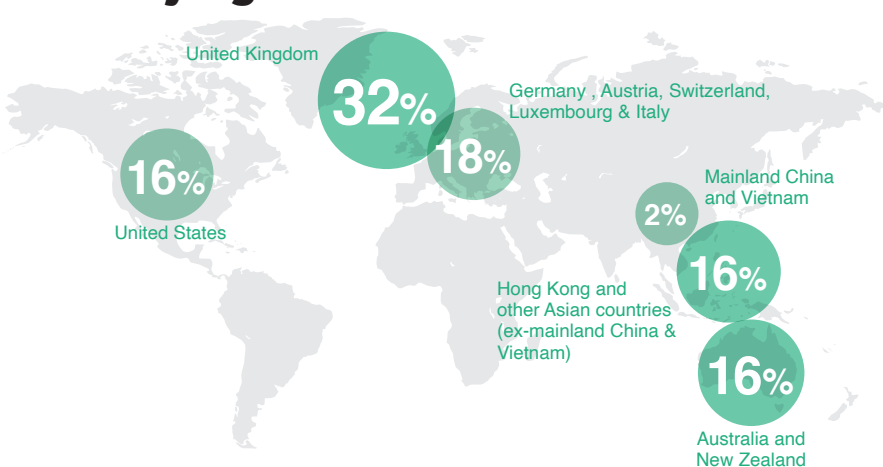 United Kingdom
32%
Germany , Austria, Switzerland,
Luxembourg & Italy
18%
16%
United States
Mainland China
and Vietnam
2%
16%
Hong Kong and
other Asian countries
(ex-mainland China &
Vietnam)
16%
Australia and
New Zealand